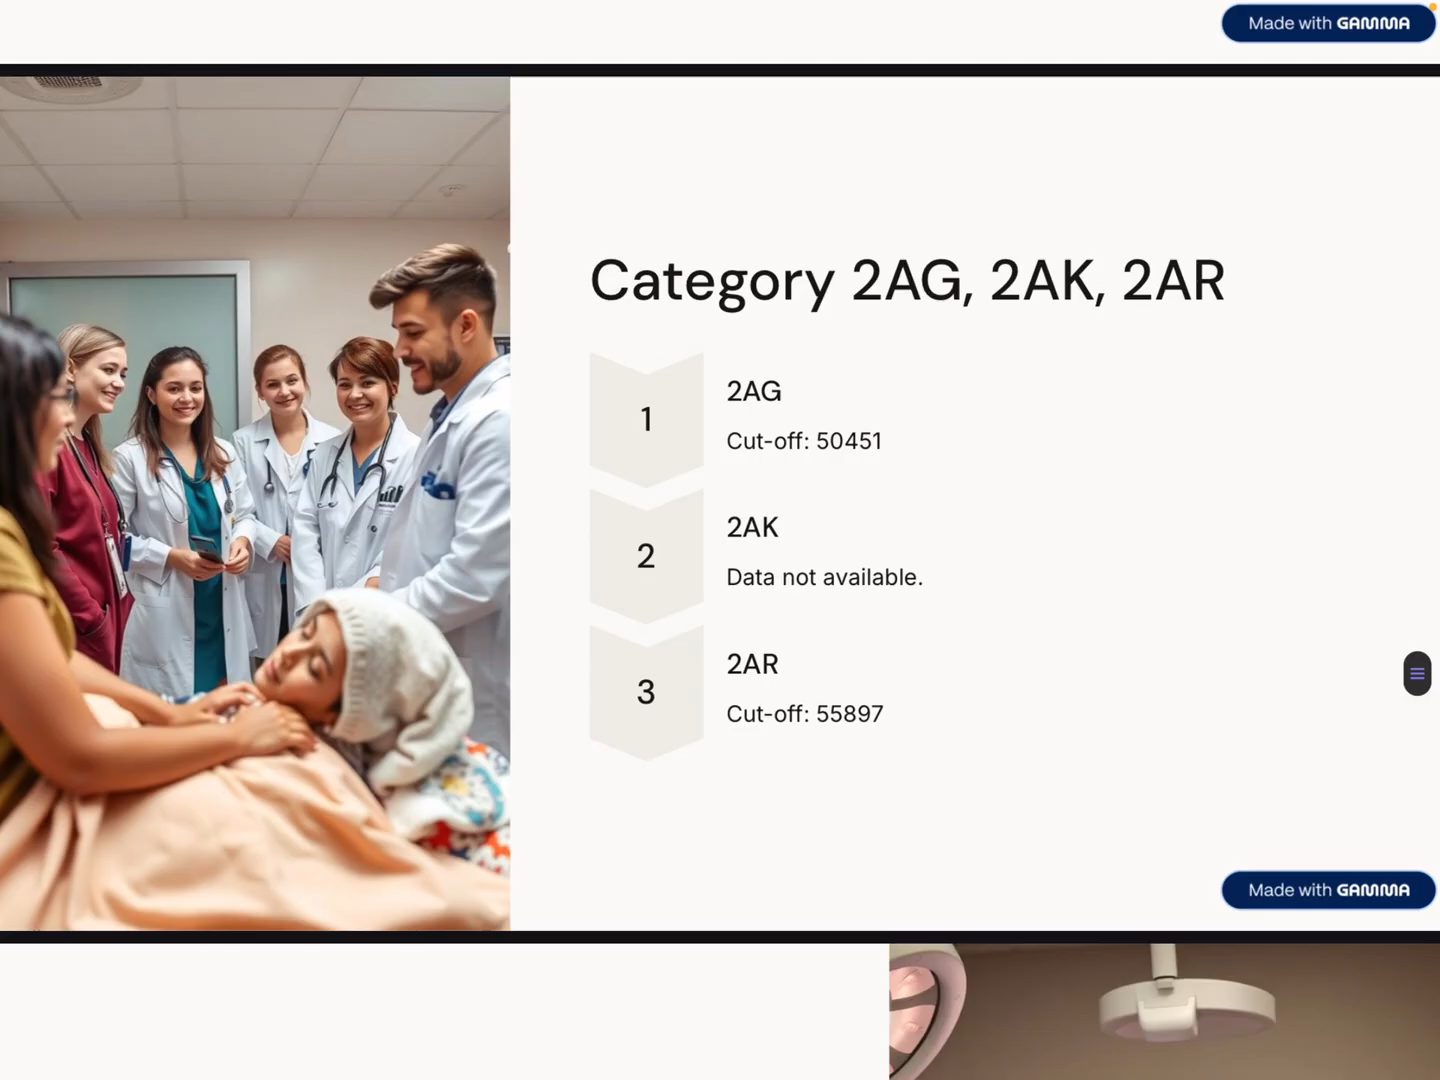 Made with GAMMA
Category 2AG, 2AK, 2AR
1
2AG
Cut-off: 50451
2
2AK
Data not available.
3
2AR
Cut-off: 55897
Made with GAMMA